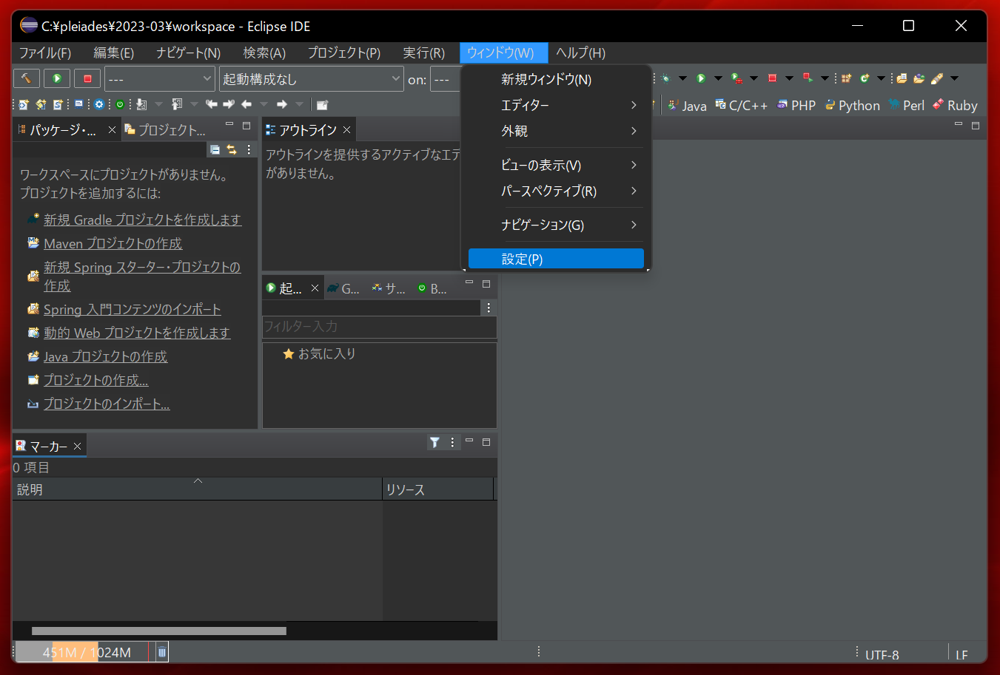 C:¥pleiades¥2023-03¥workspace - Eclipse IDE
ファイル(F) 編集(E) ナビゲート(N) 検索(A) プロジェクト(P) 実行(R) ウィンドウ(W) ヘルプ(H)
--- 起動構成なし on: ---
Java C/C++ PHP Python Perl Ruby
新規ウィンドウ(N)
エディター
外観
ビューの表示(V)
パースペクティブ(R)
ナビゲーション(G)
設定(P)
パッケージ・... プロジェクト...
ワークスペースにプロジェクトがありません。
プロジェクトを追加するには:
新規 Gradle プロジェクトを作成します
Maven プロジェクトの作成
新規 Spring スターター・プロジェクトの
作成
Spring 入門コンテンツのインポート
動的 Web プロジェクトを作成します
Java プロジェクトの作成
プロジェクトの作成...
プロジェクトのインポート...
アウトライン
アウトラインを提供するアクティブなエデ
がありません。
起... G... サ... B...
フィルター入力
お気に入り
マーカー
0 項目
説明 リソース
451M / 1024M
UTF-8 LF